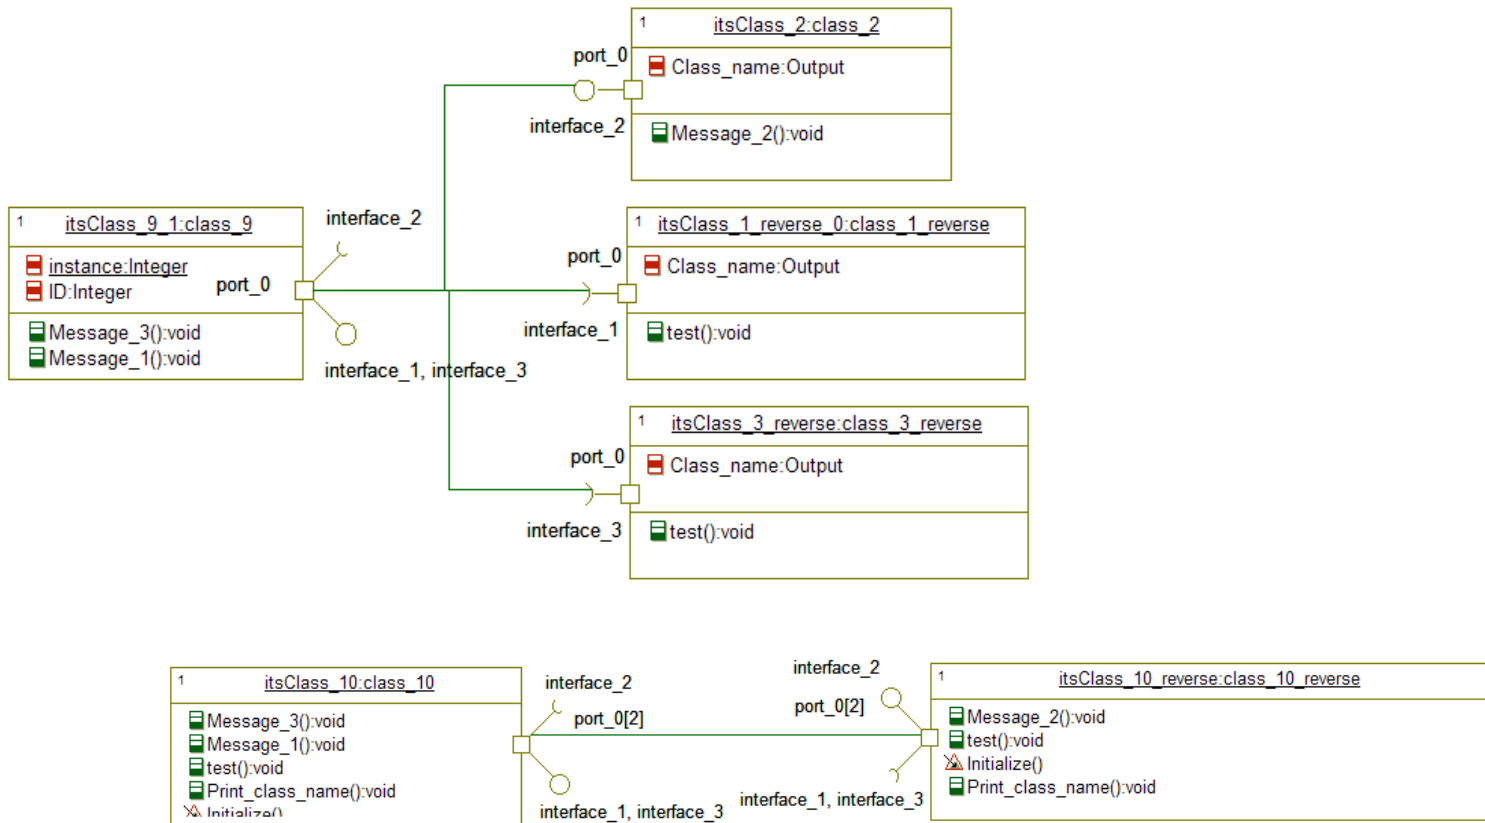 1 itsClass_2:class_2
port_0
Class_name:Output
interface_2
Message_2():void
1 itsClass_9_1:class_9
instance:Integer
ID:Integer
port_0
Message_3():void
Message_1():void
interface_2
interface_1, interface_3
1 itsClass_1_reverse_0:class_1_reverse
port_0
Class_name:Output
interface_1
test():void
1 itsClass_3_reverse:class_3_reverse
port_0
Class_name:Output
interface_3
test():void
1 itsClass_10:class_10
Message_3():void
Message_1():void
test():void
Print_class_name():void
Initialize()
interface_2
port_0[2]
interface_1, interface_3
interface_2
port_0[2]
interface_1, interface_3
1 itsClass_10_reverse:class_10_reverse
Message_2():void
test():void
Initialize()
Print_class_name():void